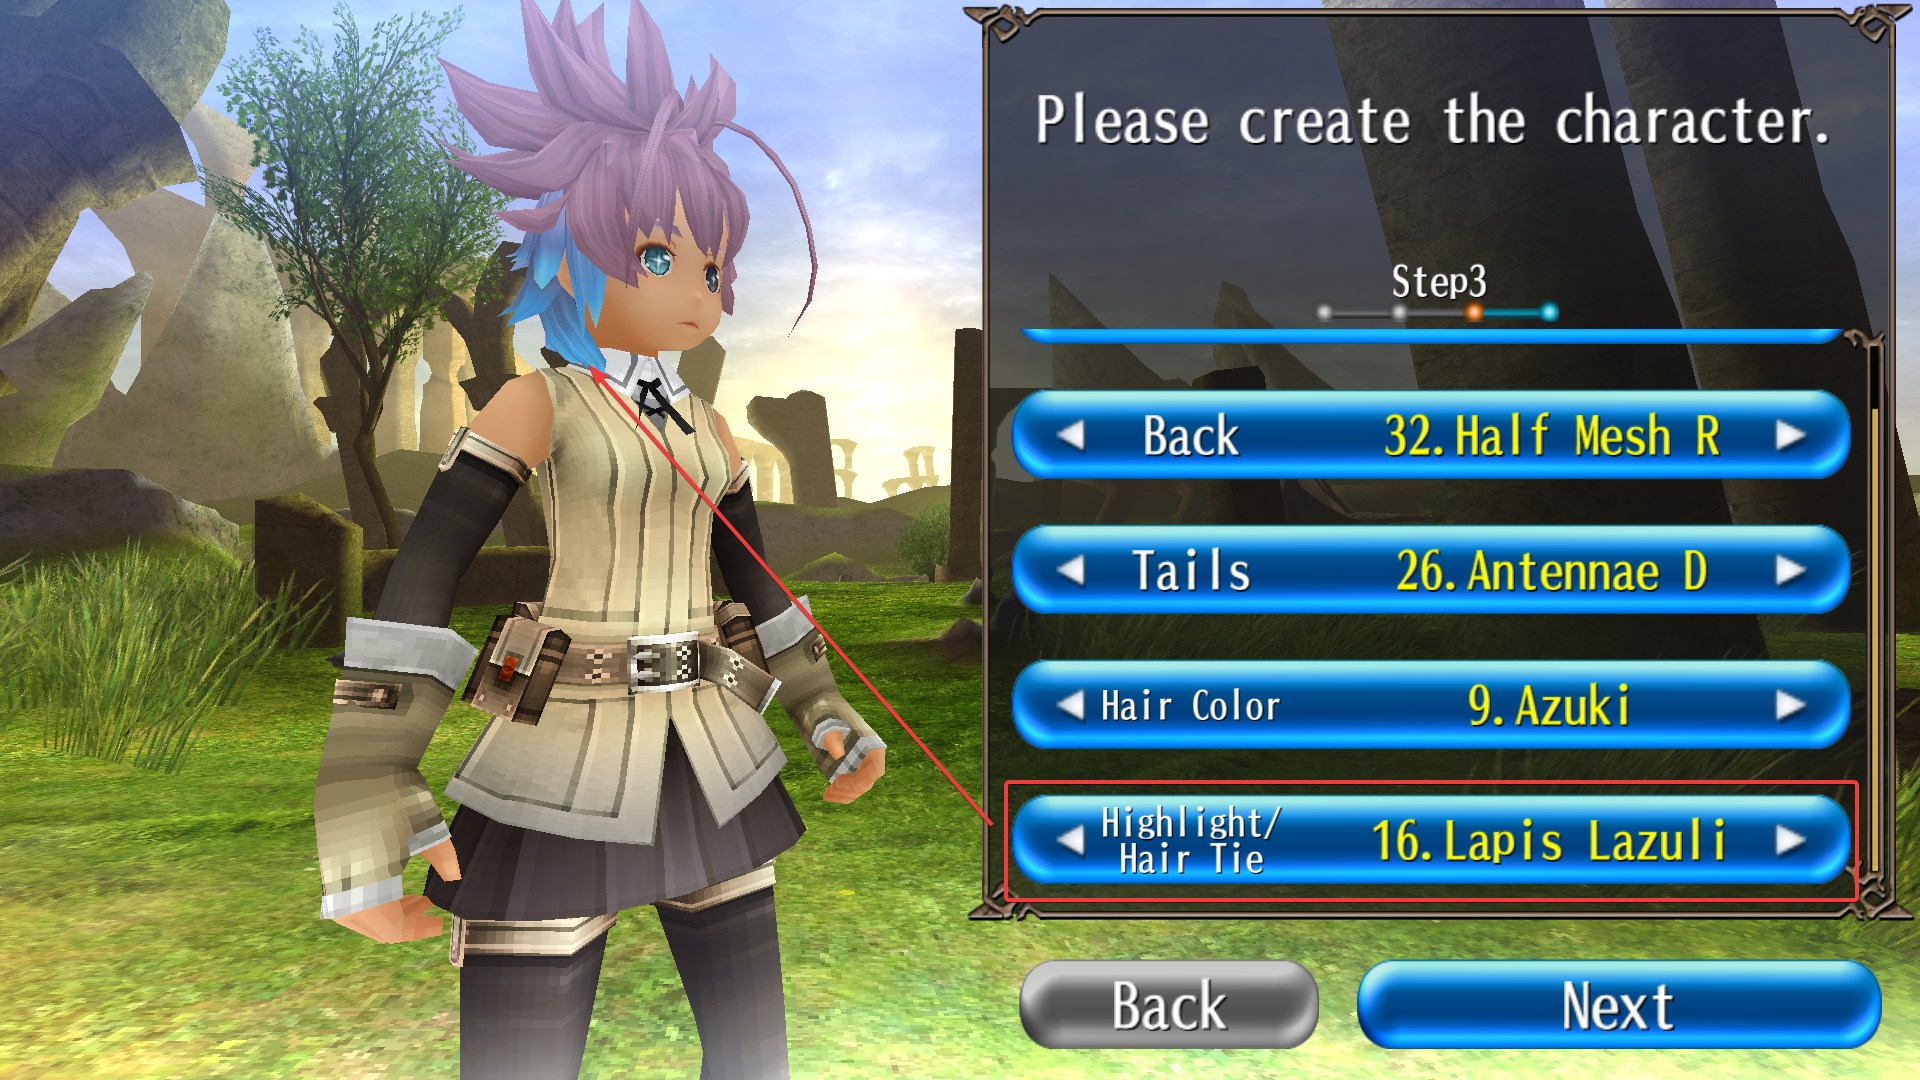 Please create the character.
Step3
Back 32.Half Mesh R
Tails 26.Antennae D
Hair Color 9.Azuki
Highlight/
Hair Tie 16.Lapis Lazuli
Back Next